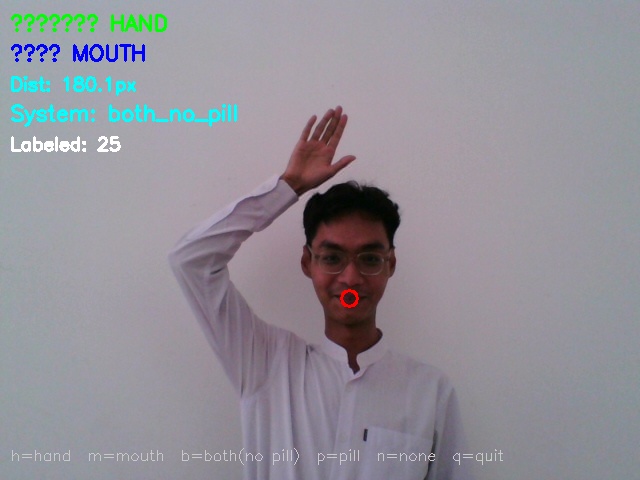 ??????? HAND
???? MOUTH
Dist: 180.1px
System: both_no_pill
Labeled: 25
h=hand m=mouth b=both(no pill) p=pill n=none q=quit